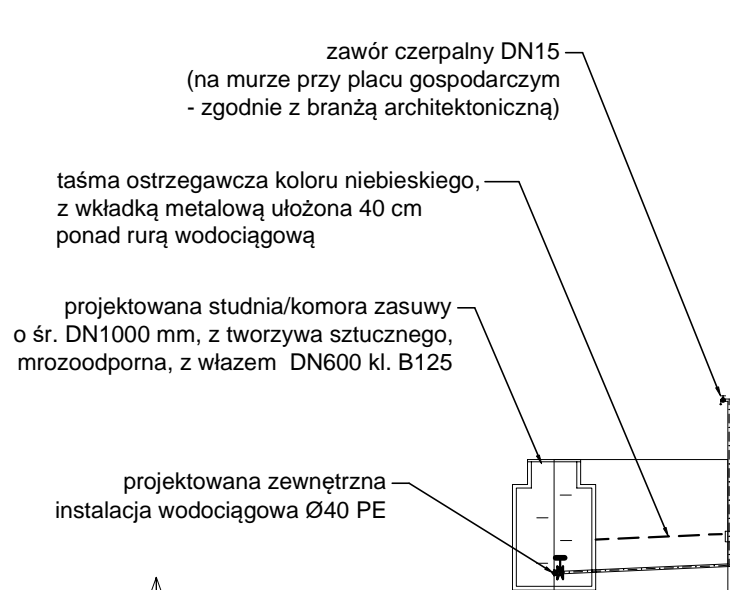 zawór czerpalny DN15
(na murze przy placu gospodarczym
- zgodnie z branżą architektoniczną)
taśma ostrzegawcza koloru niebieskiego,
z wkładką metalową ułożona 40 cm
ponad rurą wodociągową
projektowana studnia/komora zasuwy
o śr. DN1000 mm, z tworzywa sztucznego,
mrozoodporna, z włazem DN600 kl. B125
projektowana zewnętrzna
instalacja wodociągowa Ø40 PE